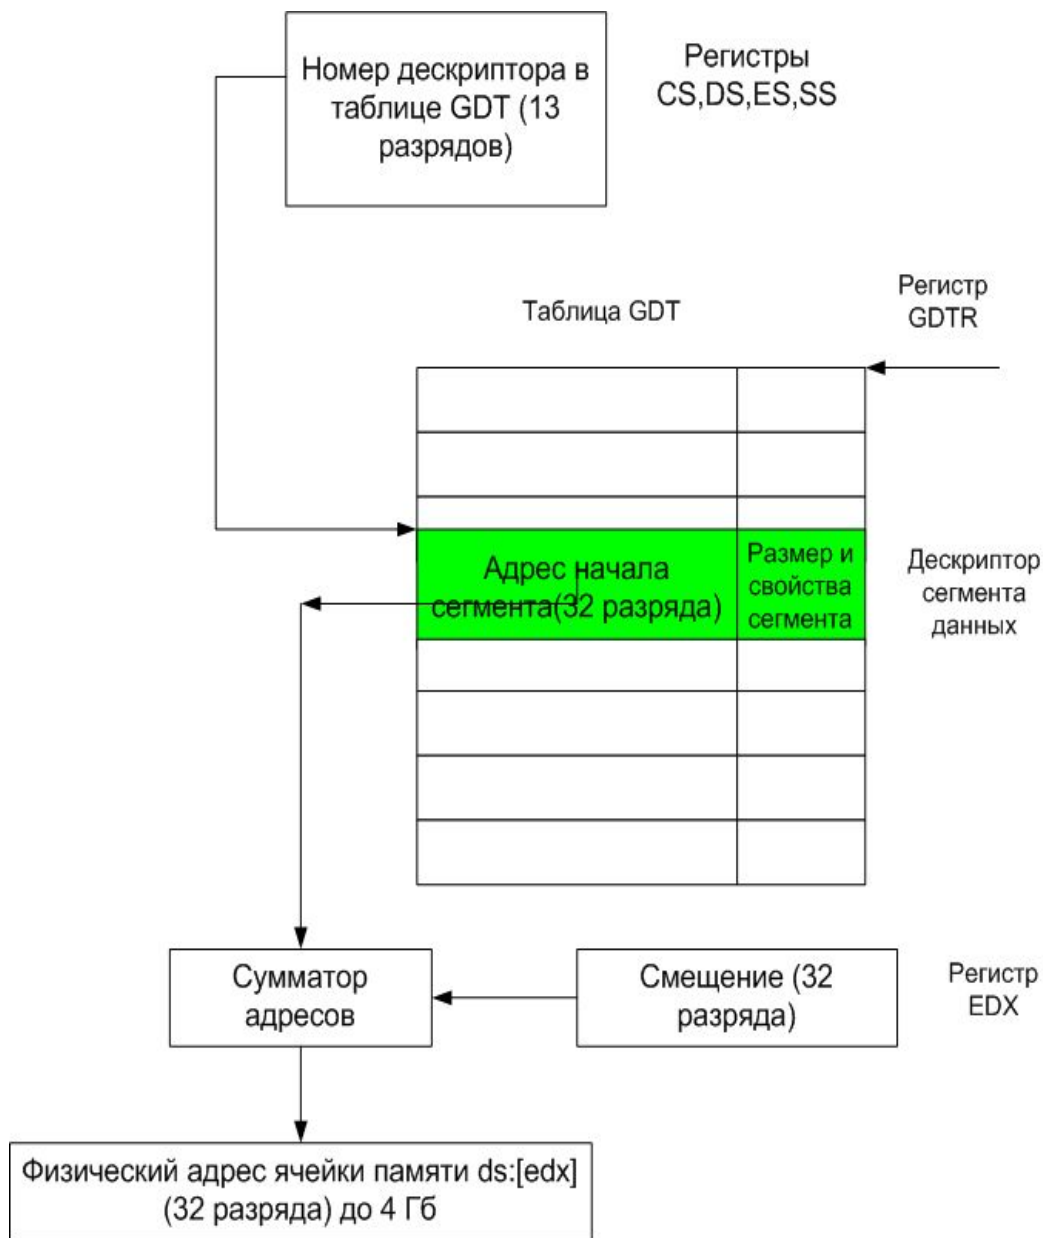 Номер дескриптора в
таблице GDT (13
разрядов)
Регистры
CS,DS,ES,SS
Таблица GDT
Регистр
GDTR
Адрес начала
сегмента(32 разряда)
Размер и
свойства
сегмента
Дескриптор
сегмента
данных
Сумматор
адресов
Смещение (32
разряда)
Регистр
EDX
Физический адрес ячейки памяти ds:[edx]
(32 разряда) до 4 Гб